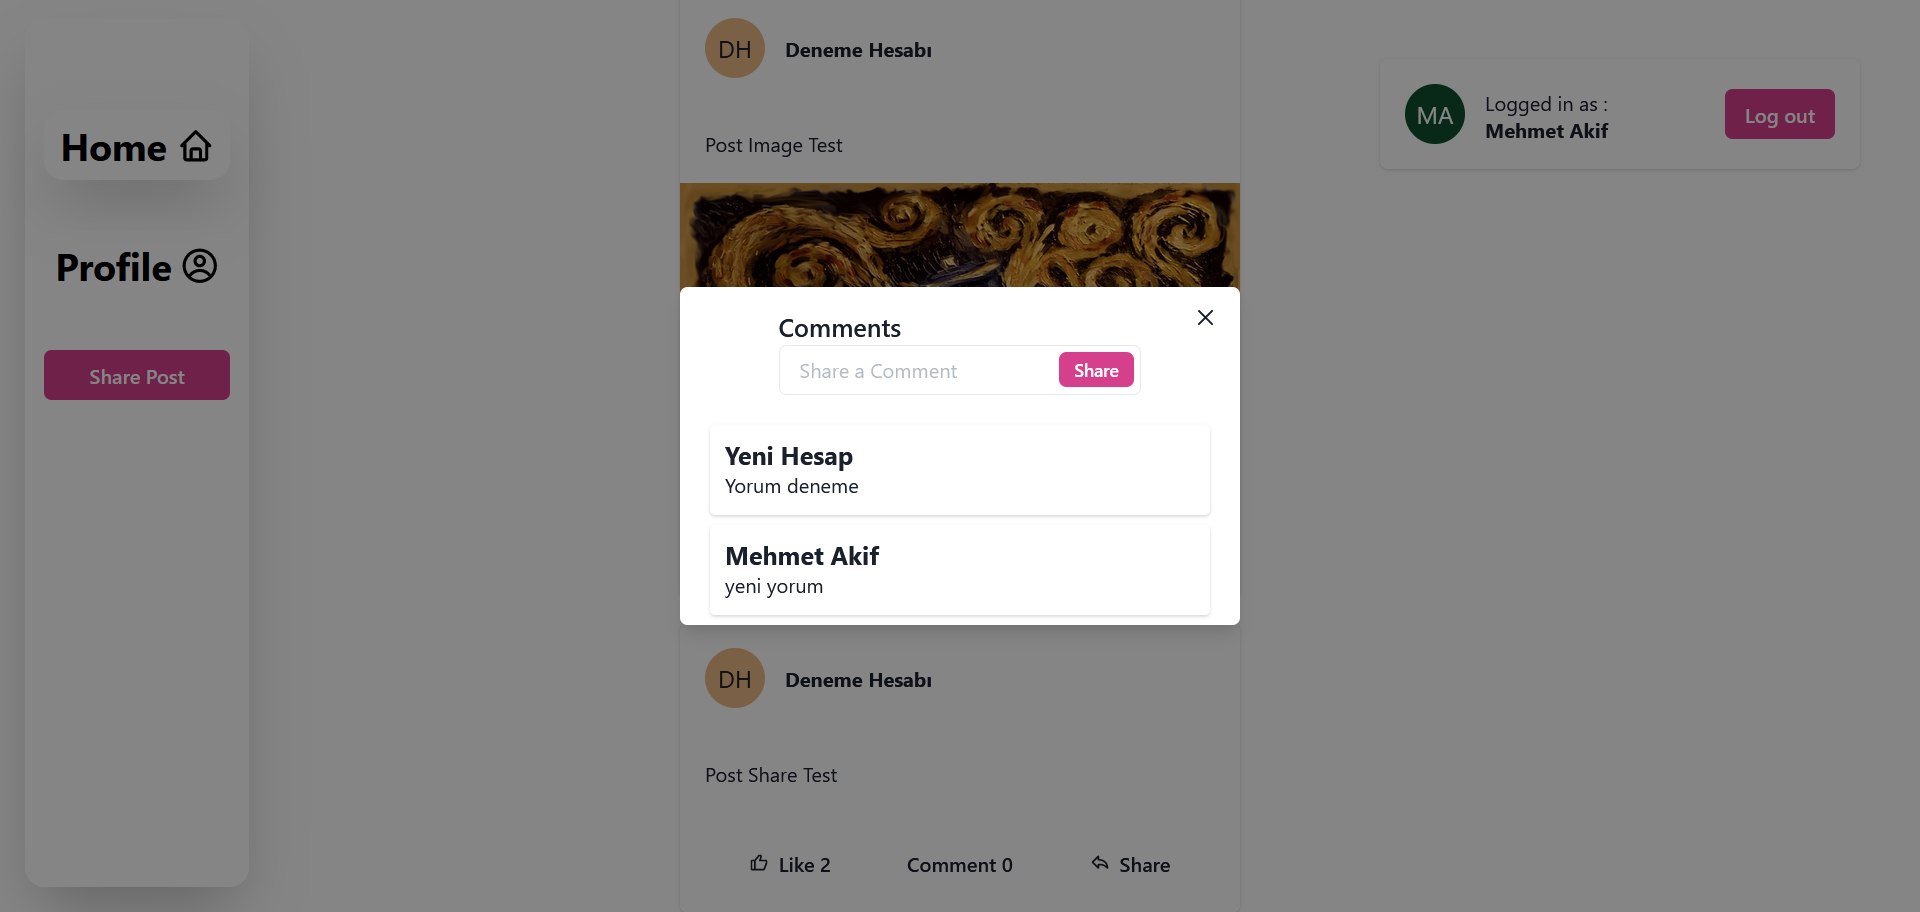 Home
Profile
Share Post
DH
Deneme Hesabı
Post Image Test
Comments
Share a Comment
Share
Yeni Hesap
Yorum deneme
Mehmet Akif
yeni yorum
DH
Deneme Hesabı
Post Share Test
Like 2
Comment 0
Share
MA
Logged in as :
Mehmet Akif
Log out